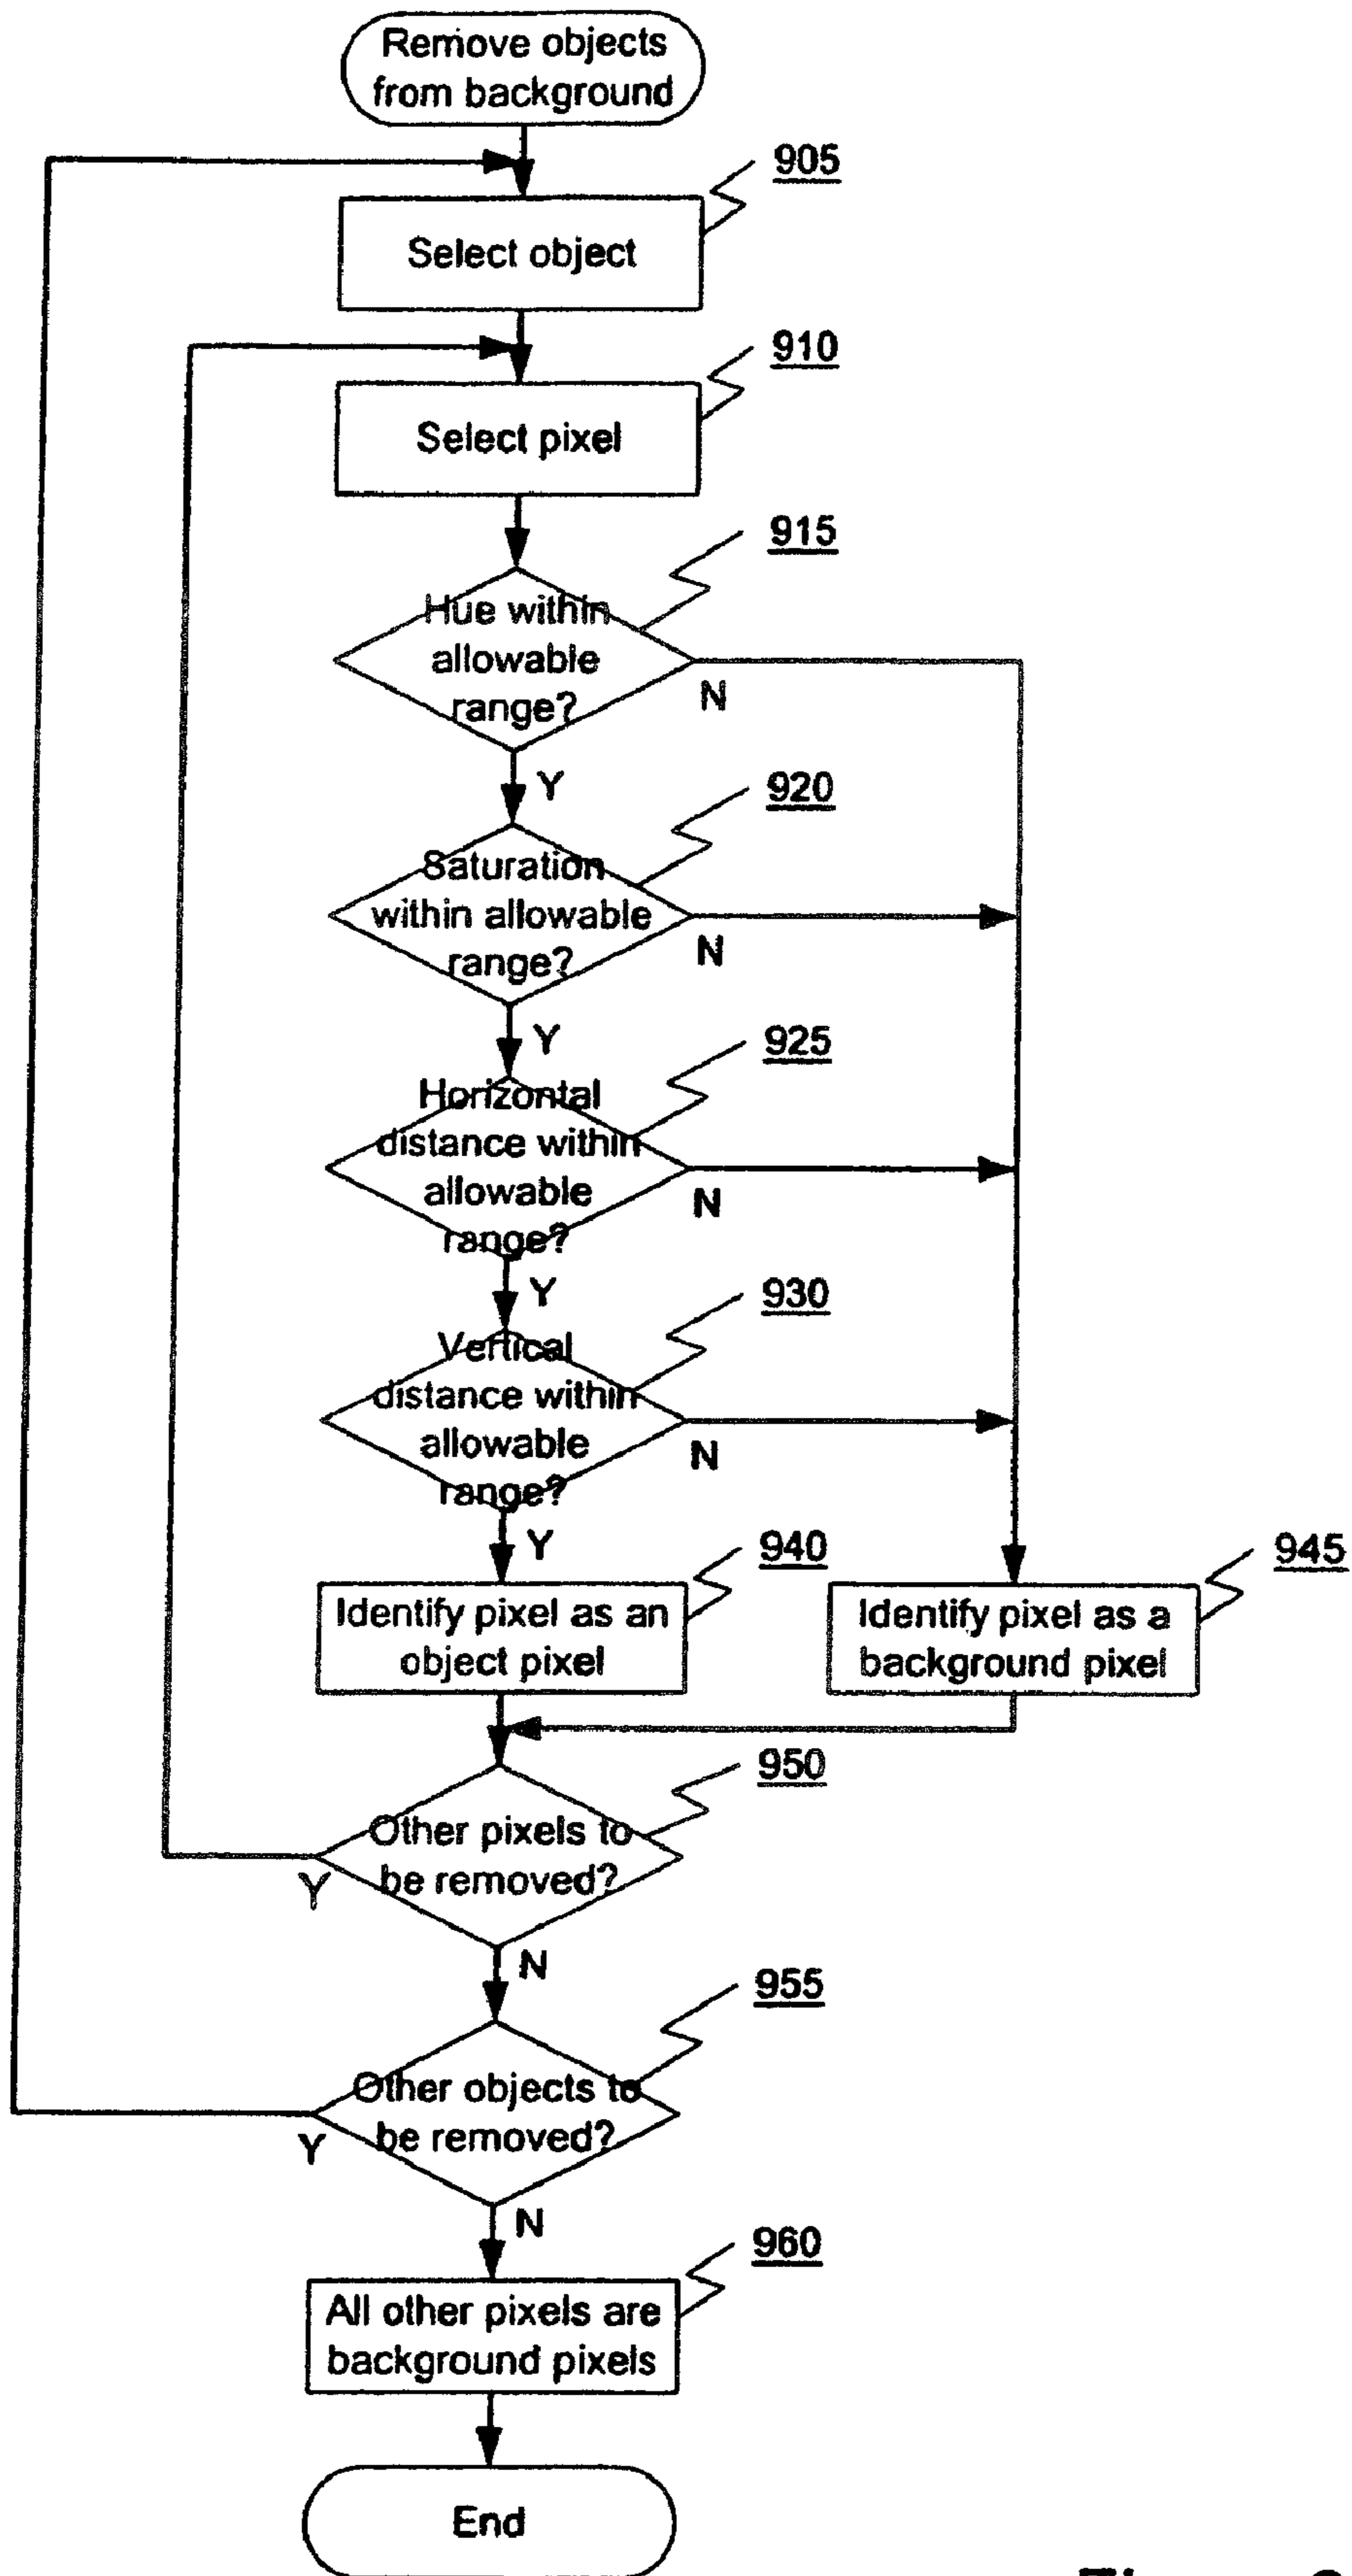 Remove objects
from background
905
Select object
910
Select pixel
915
Hue within
allowable
range?
N
Y
920
Saturation
within allowable
range?
N
Y
925
Horizontal
distance within
allowable
range?
N
Y
930
Vertical
distance within
allowable
range?
N
Y
940
Identify pixel as an
object pixel
945
Identify pixel as a
background pixel
950
Other pixels to
be removed?
Y
N
955
Other objects to
be removed?
Y
N
960
All other pixels are
background pixels
End